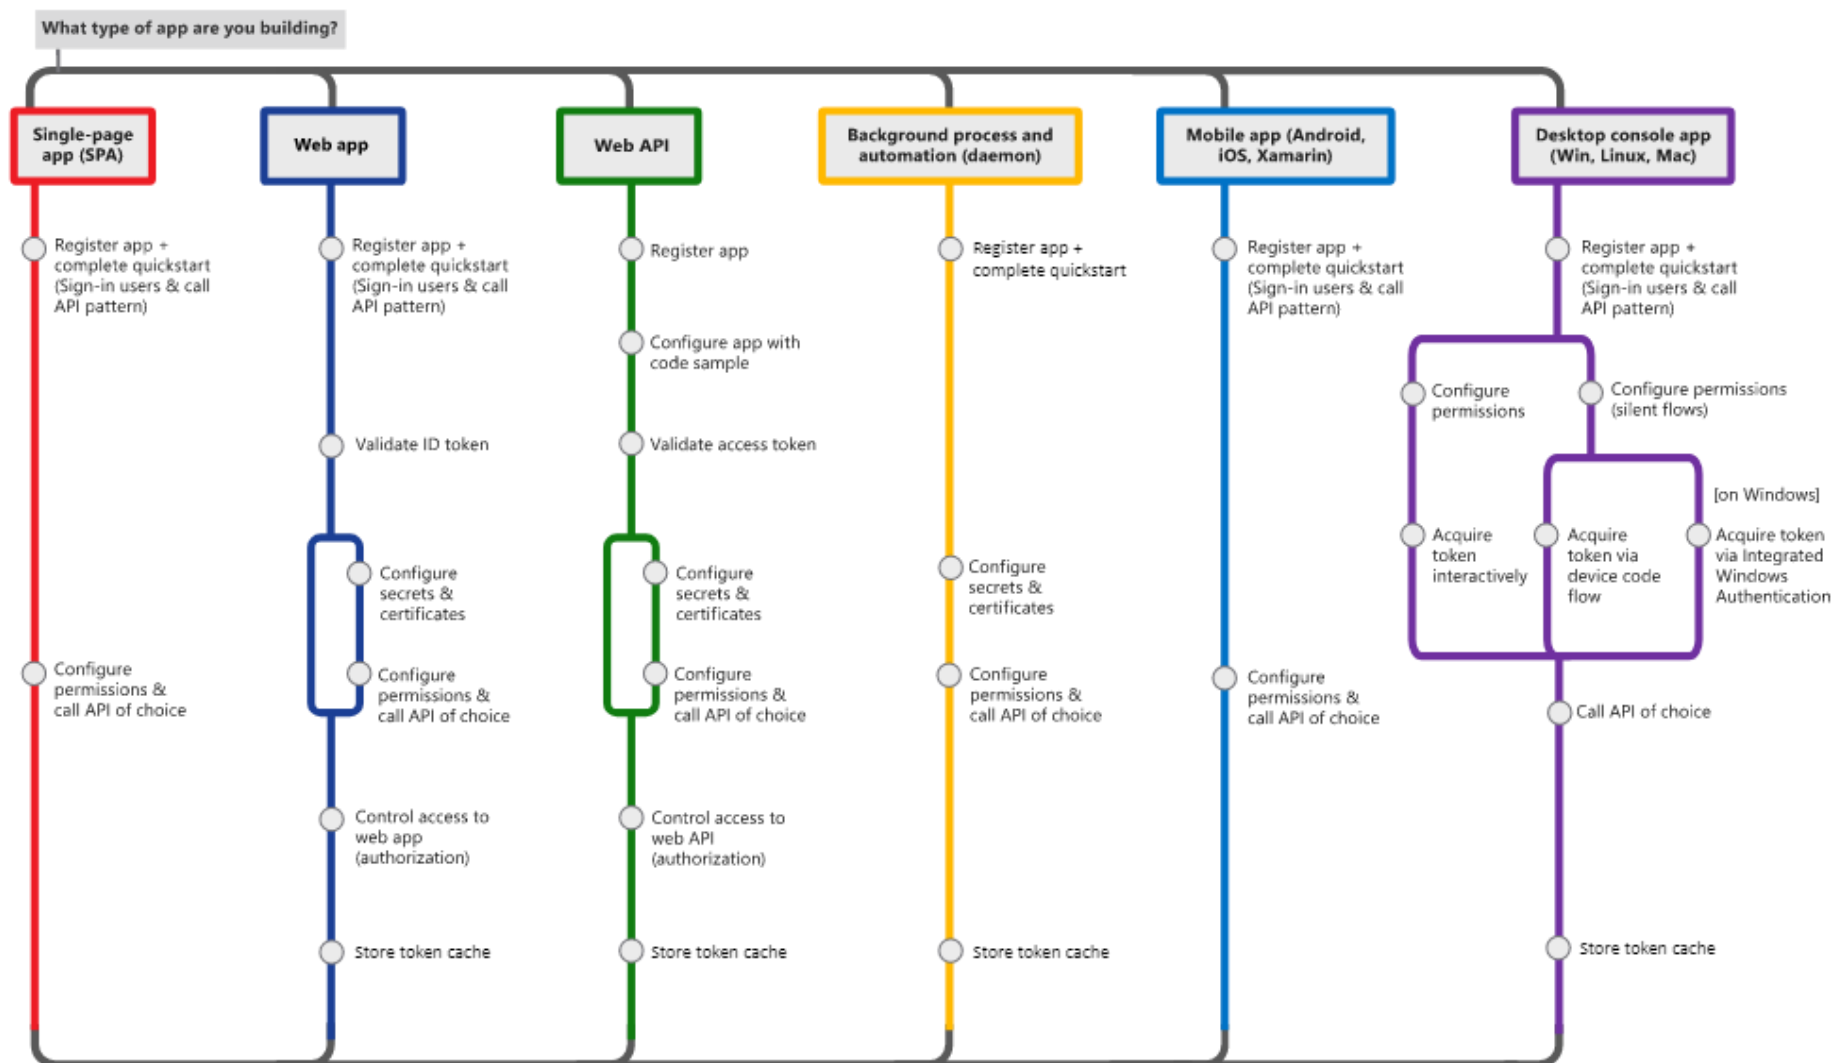 What type of app are you building?
Single-page
app (SPA)
Web app
Web API
Background process and
automation (daemon)
Mobile app (Android,
iOS, Xamarin)
Desktop console app
(Win, Linux, Mac)
Register app +
complete quickstart
(Sign-in users & call
API pattern)
Register app +
complete quickstart
(Sign-in users & call
API pattern)
Register app
Register app +
complete quickstart
Register app +
complete quickstart
(Sign-in users & call
API pattern)
Register app +
complete quickstart
(Sign-in users & call
API pattern)
Configure app with
code sample
Configure
permissions
Configure permissions
(silent flows)
Validate ID token
Validate access token
[on Windows]
Acquire
token
interactively
Acquire
token via
device code
flow
Acquire token
via Integrated
Windows
Authentication
Configure
secrets &
certificates
Configure
secrets &
certificates
Configure
secrets &
certificates
Configure
permissions &
call API of choice
Configure
permissions &
call API of choice
Configure
permissions &
call API of choice
Configure
permissions &
call API of choice
Configure
permissions &
call API of choice
Call API of choice
Control access to
web app
(authorization)
Control access to
web API
(authorization)
Store token cache
Store token cache
Store token cache
Store token cache